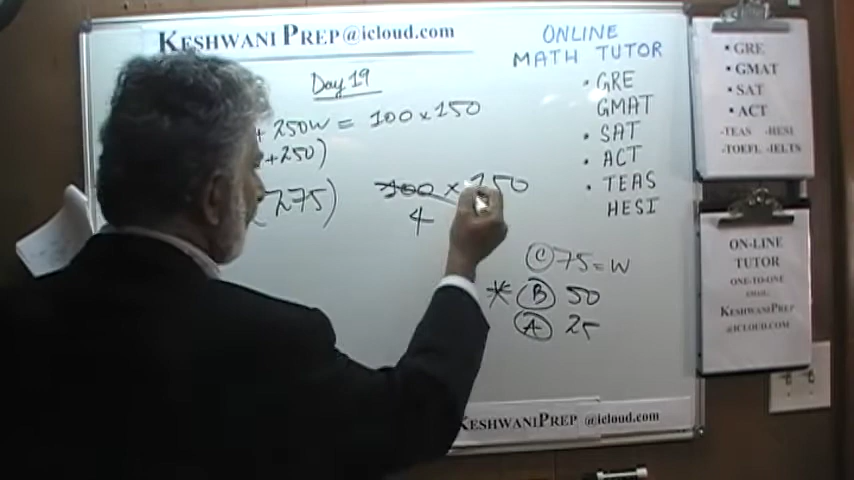 KESHWANI PREP@icloud.com
Day 19
+ 250W = 100 x 150
+250)
(275)
100 x 150
4
C 75 = W
* B 50
A 25
ONLINE
MATH TUTOR
• GRE
GMAT
• SAT
• ACT
• TEAS
HESI
KESHWANIPREP @icloud.com
• GRE
• GMAT
• SAT
• ACT
-TEAS -HESI
-TOEFL -IELTS
ON-LINE
TUTOR
ONE-TO-ONE
EMAIL:
KESHWANIPREP
@ICLOUD.COM